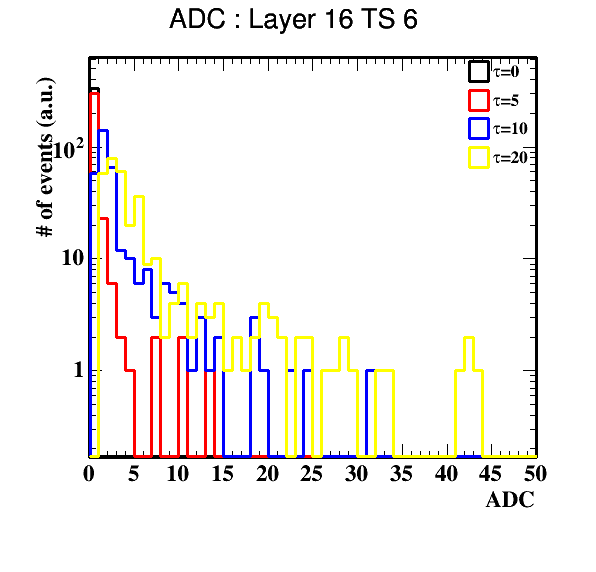 ADC : Layer 16 TS 6
# of events (a.u.)
10²
10
1
τ=0
τ=5
τ=10
τ=20
0 5 10 15 20 25 30 35 40 45 50
ADC